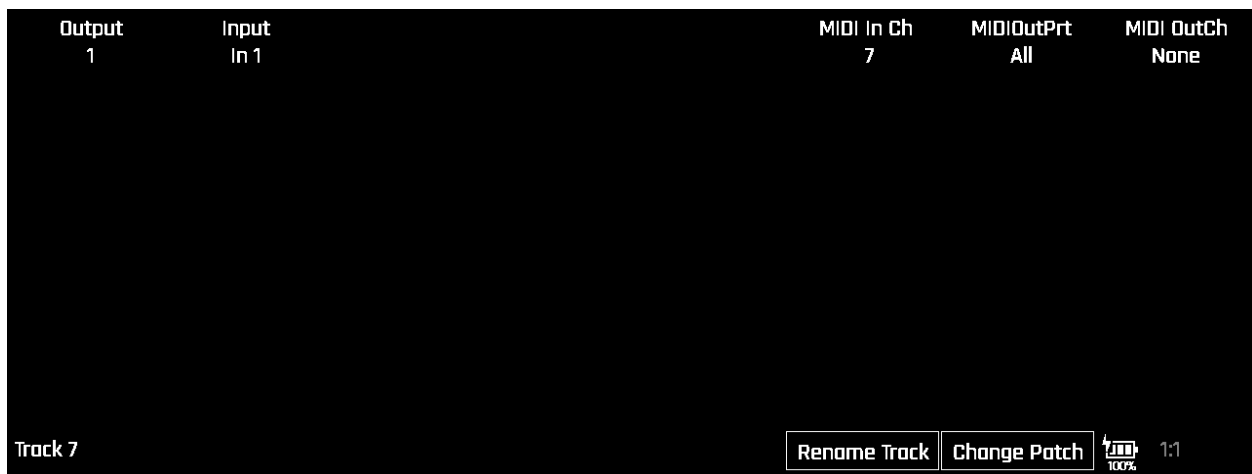 Output Input MIDI In Ch MIDIOutPrt MIDI OutCh
1 In 1 7 All None
Track 7 Rename Track Change Patch 100% 1:1